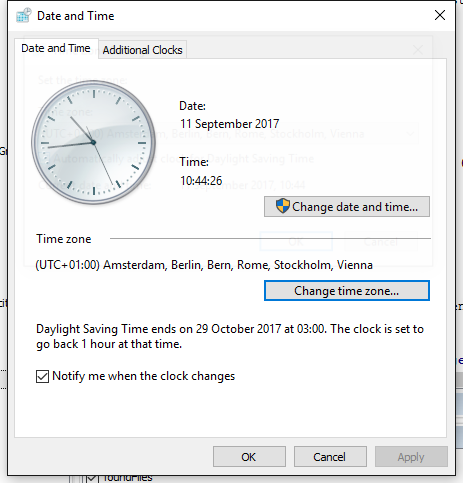 Date and Time
Date and Time
Additional Clocks
Date:
11 September 2017
Time:
10:44:26
Change date and time...
Time zone
(UTC+01:00) Amsterdam, Berlin, Bern, Rome, Stockholm, Vienna
Change time zone...
Daylight Saving Time ends on 29 October 2017 at 03:00. The clock is set to
go back 1 hour at that time.
Notify me when the clock changes
OK
Cancel
Apply